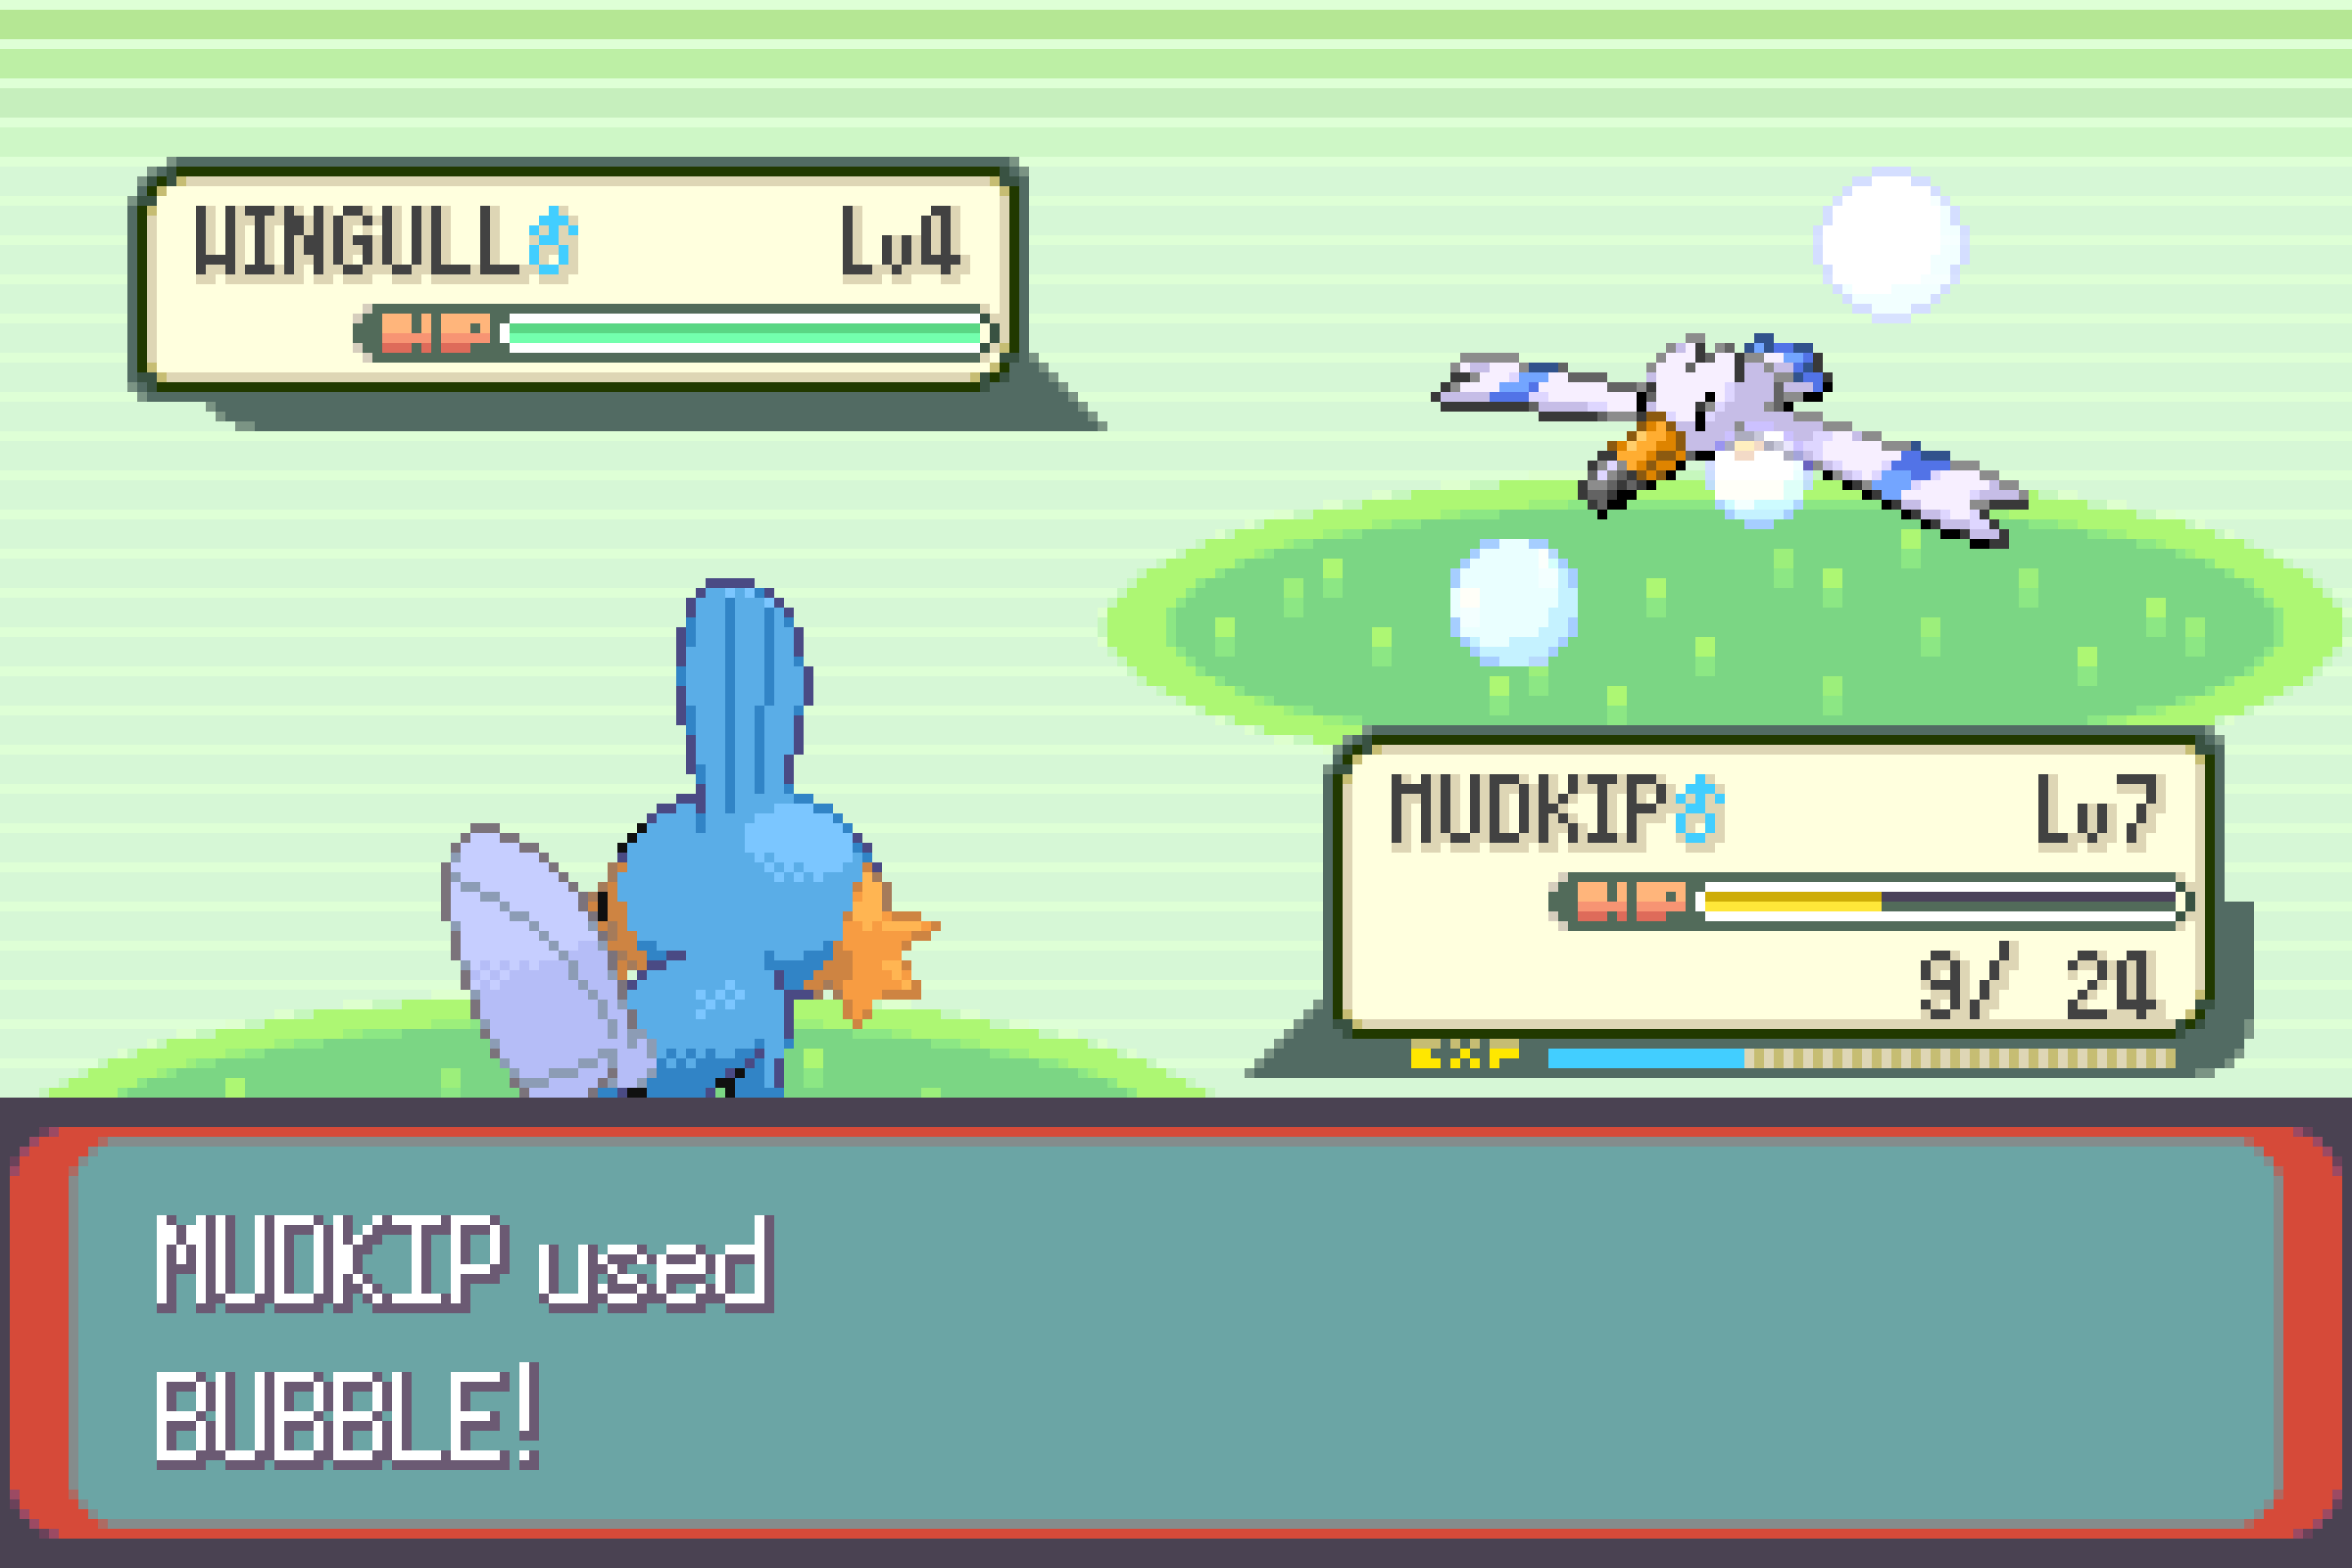 WINGULL♂ Lv4
HP
MUDKIP♂ Lv7
HP
9/ 24
EXP
MUDKIP used
BUBBLE!